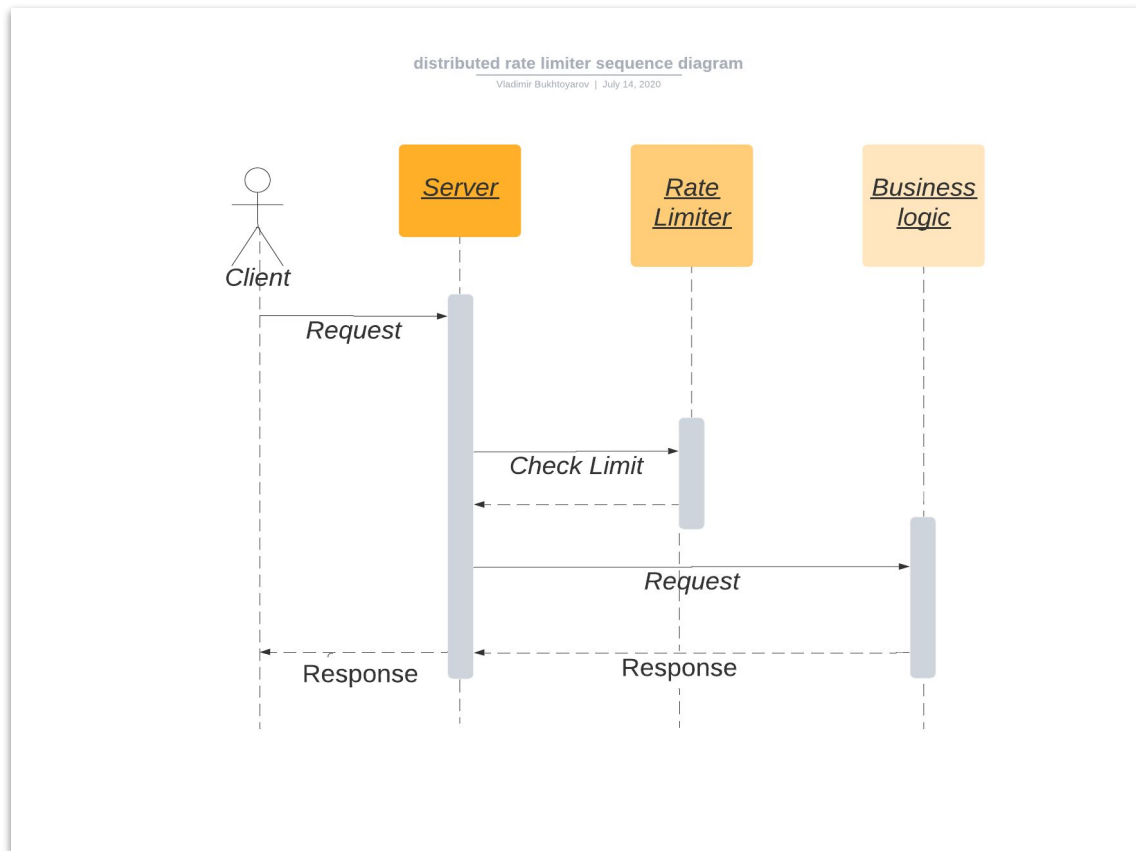 distributed rate limiter sequence diagram
Vladimir Bukhtoyarov | July 14, 2020
Server
Rate
Limiter
Business
logic
Client
Request
Check Limit
Request
Response
Response